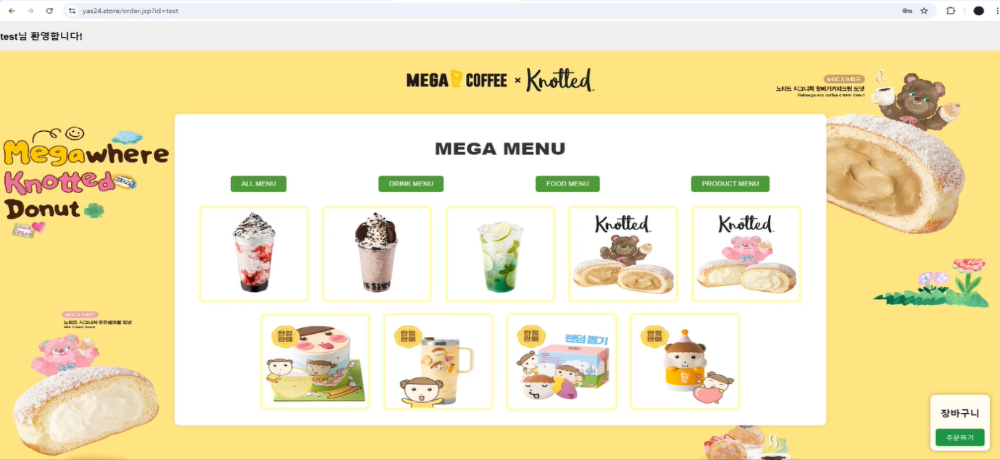 yas24.store/order.jsp?id=test
test님 환영합니다!
MEGA MGC COFFEE × Knotted.
MGC X 노티드
노티드 시그니처 할메가커피크림 도넛
Halmega mix coffee cream donut
Megawhere
Knotted
Donut
Fresh
CREAM
MEGA MENU
ALL MENU
DRINK MENU
FOOD MENU
PRODUCT MENU
Knotted.
Knotted.
MGC X 노티드
노티드 시그니처 우유생크림 도넛
Milk Cream donut
한정
판매
한정
판매
한정
판매
랜덤 뽑기
한정
판매
장바구니
주문하기